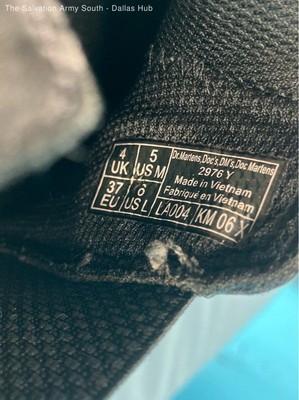 The Salvation Army South - Dallas Hub
4 UK
5 US M
37 EU
6 US L
Dr.Martens,Doc's,DM's,Doc Martens
2976 Y
Made in Vietnam
Fabriqué en Vietnam
LA004
KM 06 X